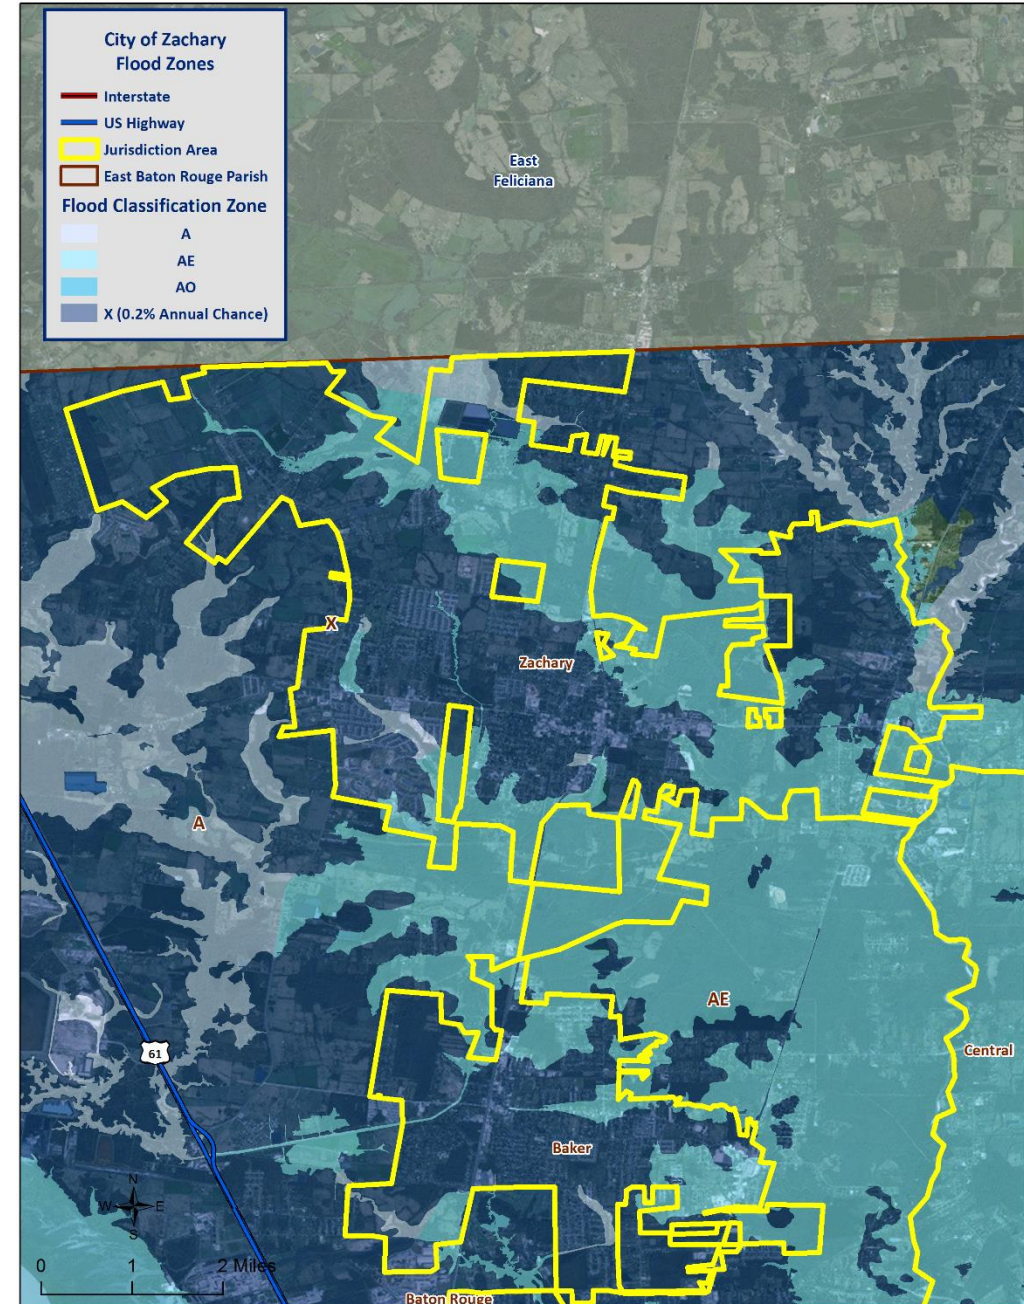 City of Zachary
Flood Zones
Interstate
US Highway
Jurisdiction Area
East Baton Rouge Parish
Flood Classification Zone
A
AE
AO
X (0.2% Annual Chance)
East
Feliciana
X
Zachary
A
AE
61
Central
Baker
N
W E
S
0 1 2 Miles
Baton Rouge